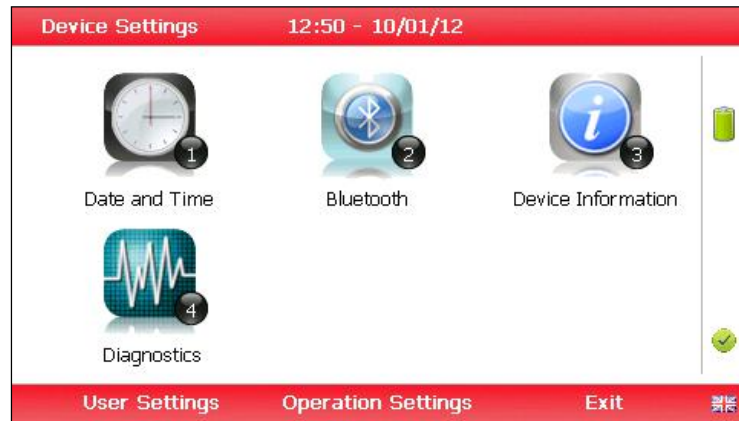 Device Settings 12:50 - 10/01/12
1 2 3
Date and Time Bluetooth Device Information
4
Diagnostics
User Settings Operation Settings Exit